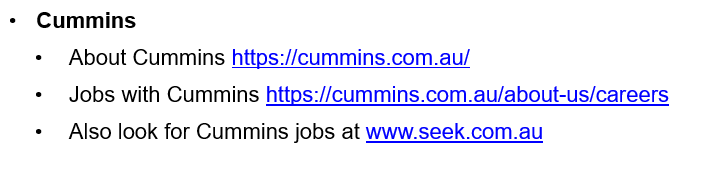 • Cummins
• About Cummins https://cummins.com.au/
• Jobs with Cummins https://cummins.com.au/about-us/careers
• Also look for Cummins jobs at www.seek.com.au